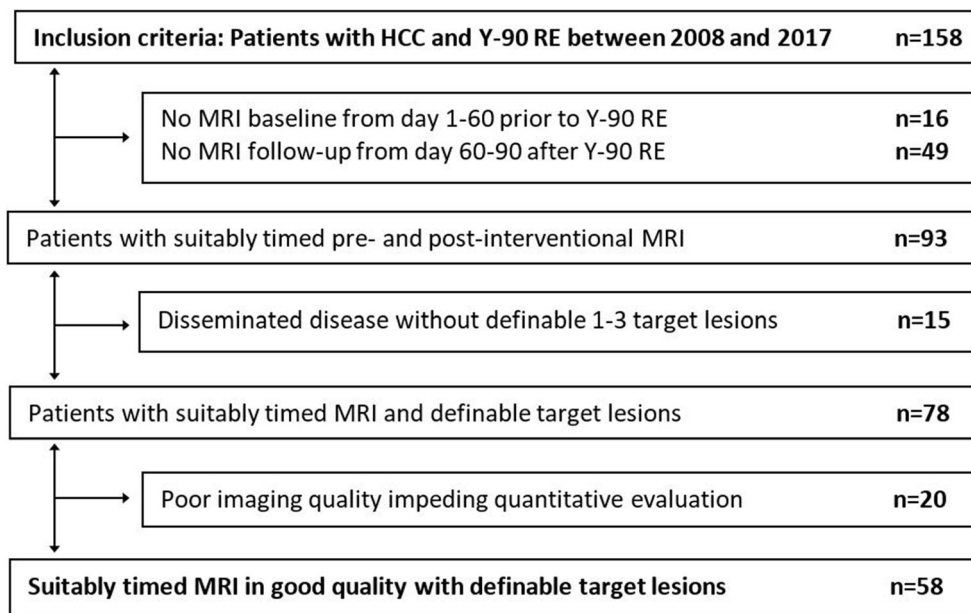 Inclusion criteria: Patients with HCC and Y-90 RE between 2008 and 2017 n=158
No MRI baseline from day 1-60 prior to Y-90 RE n=16
No MRI follow-up from day 60-90 after Y-90 RE n=49
Patients with suitably timed pre- and post-interventional MRI n=93
Disseminated disease without definable 1-3 target lesions n=15
Patients with suitably timed MRI and definable target lesions n=78
Poor imaging quality impeding quantitative evaluation n=20
Suitably timed MRI in good quality with definable target lesions n=58